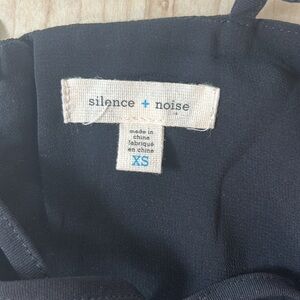 silence + noise
made in
china
fabriqué
en chine
XS